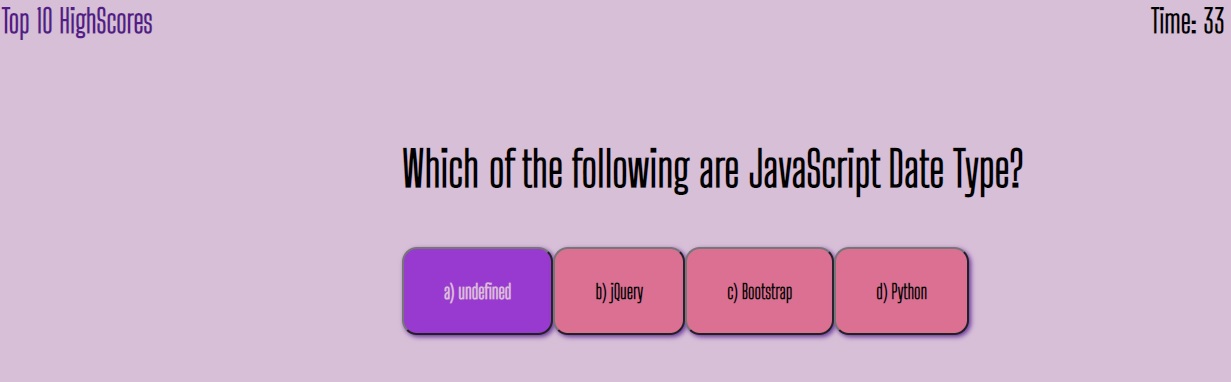 Top 10 HighScores
Time: 33
Which of the following are JavaScript Date Type?
a) undefined
b) jQuery
c) Bootstrap
d) Python